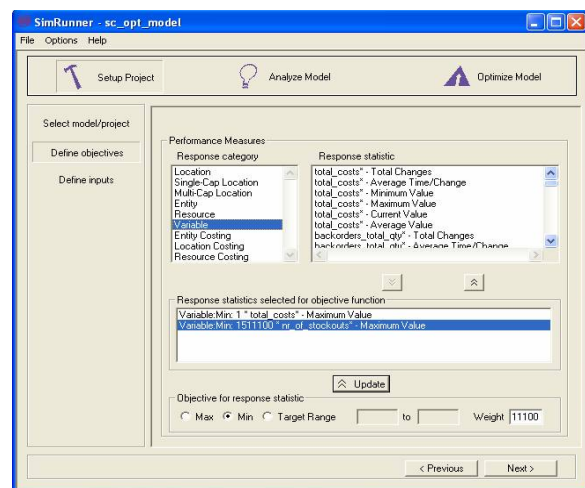 SimRunner - sc_opt_model
File Options Help
Setup Project
Analyze Model
Optimize Model
Select model/project
Define objectives
Define inputs
Performance Measures
Response category
Response statistic
Location
Single-Cap Location
Multi-Cap Location
Entity
Resource
Variable
Entity Costing
Location Costing
Resource Costing
total_costs" - Total Changes
total_costs" - Average Time/Change
total_costs" - Minimum Value
total_costs" - Maximum Value
total_costs" - Current Value
total_costs" - Average Value
backorders_total_qty" - Total Changes
backorders_total_qty" - Average Time/Change
Response statistics selected for objective function
Variable:Min: 1 * total_costs" - Maximum Value
Variable:Min: 1511100 * nr_of_stockouts" - Maximum Value
Update
Objective for response statistic
Max Min Target Range to Weight 11100
< Previous Next >